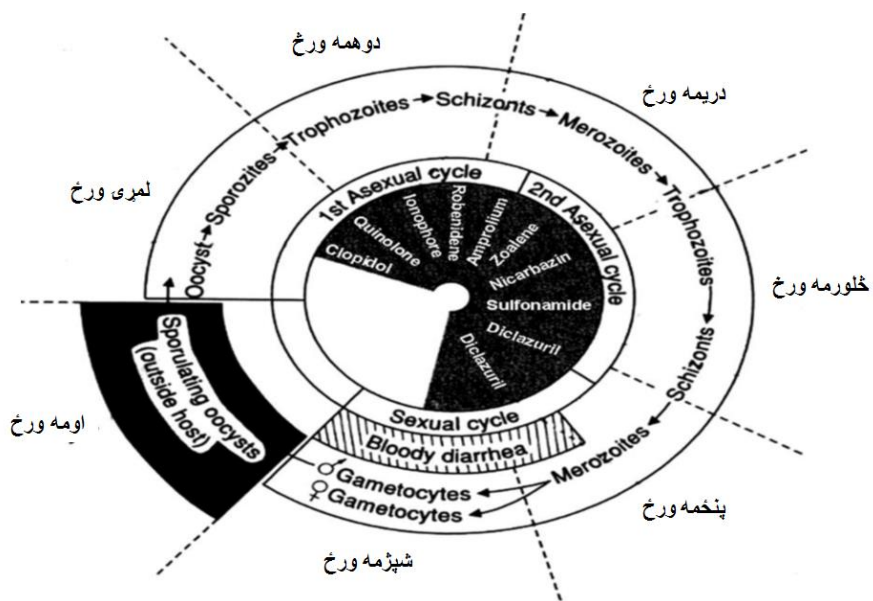 دوهمه ورځ
دریمه ورځ
لمړی ورځ
څلورمه ورځ
اومه ورځ
پنځمه ورځ
شپږمه ورځ
Oocyst
Sporozites
Trophozoites
Schizonts
Merozoites
Trophozoites
Schizonts
Merozoites
♂ Gametocytes
♀ Gametocytes
Sporulating oocysts
(outside host)
1st Asexual cycle
2nd Asexual cycle
Sexual cycle
Bloody diarrhea
Clopidol
Quinolone
Ionophore
Robenidene
Amprolium
Zoalene
Nicarbazin
Sulfonamide
Diclazuril
Diclazuril